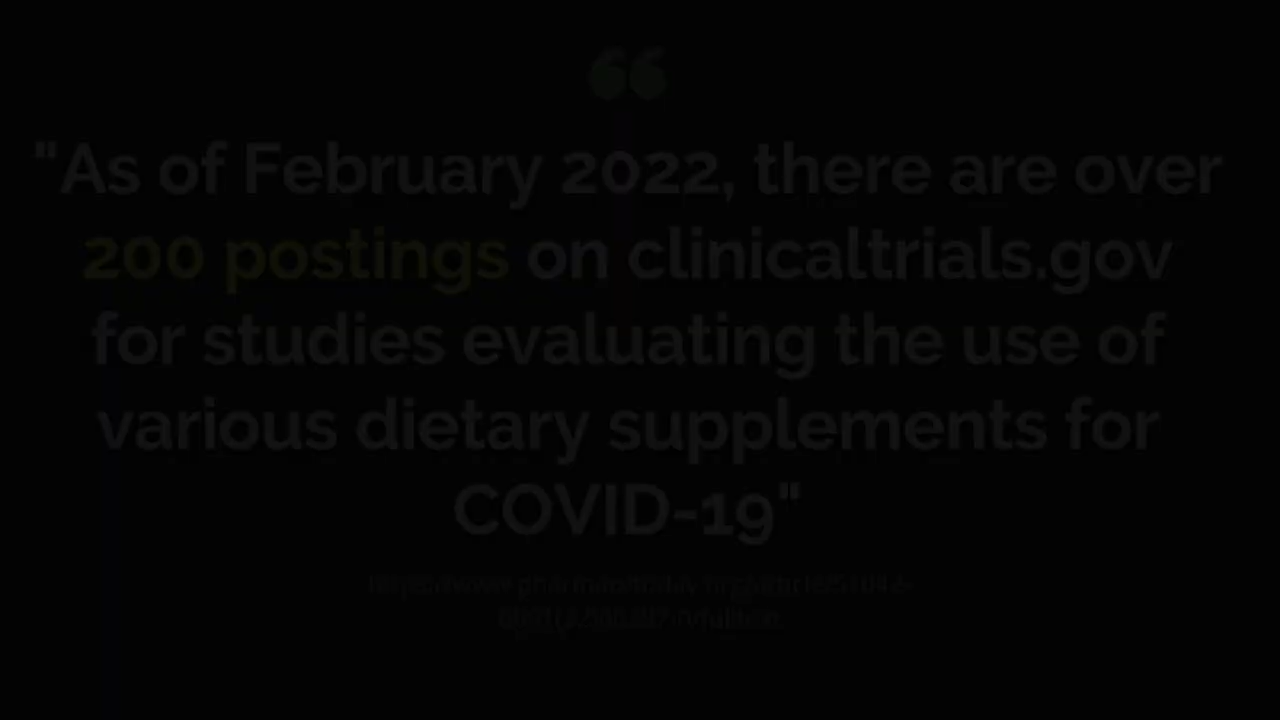 "As of February 2022, there are over
200 postings on clinicaltrials.gov
for studies evaluating the use of
various dietary supplements for
COVID-19"